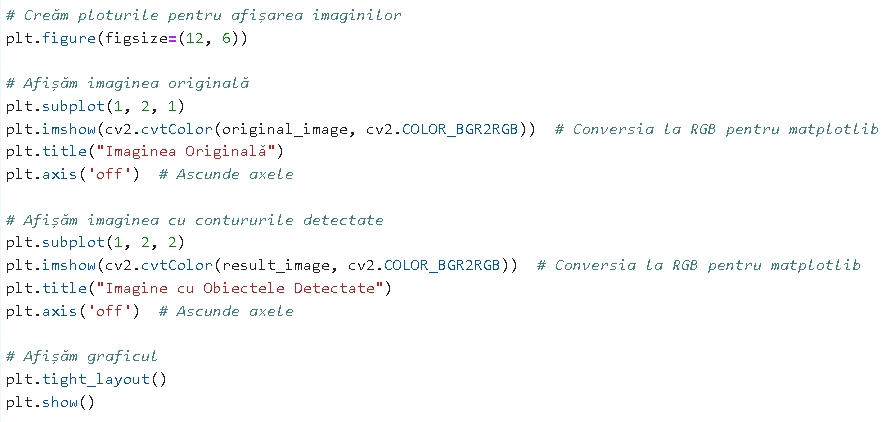 # Creăm ploturile pentru afișarea imaginilor
plt.figure(figsize=(12, 6))
# Afișăm imaginea originală
plt.subplot(1, 2, 1)
plt.imshow(cv2.cvtColor(original_image, cv2.COLOR_BGR2RGB))  # Conversia la RGB pentru matplotlib
plt.title("Imaginea Originală")
plt.axis('off')  # Ascunde axele
# Afișăm imaginea cu contururile detectate
plt.subplot(1, 2, 2)
plt.imshow(cv2.cvtColor(result_image, cv2.COLOR_BGR2RGB))  # Conversia la RGB pentru matplotlib
plt.title("Imagine cu Obiectele Detectate")
plt.axis('off')  # Ascunde axele
# Afișăm graficul
plt.tight_layout()
plt.show()